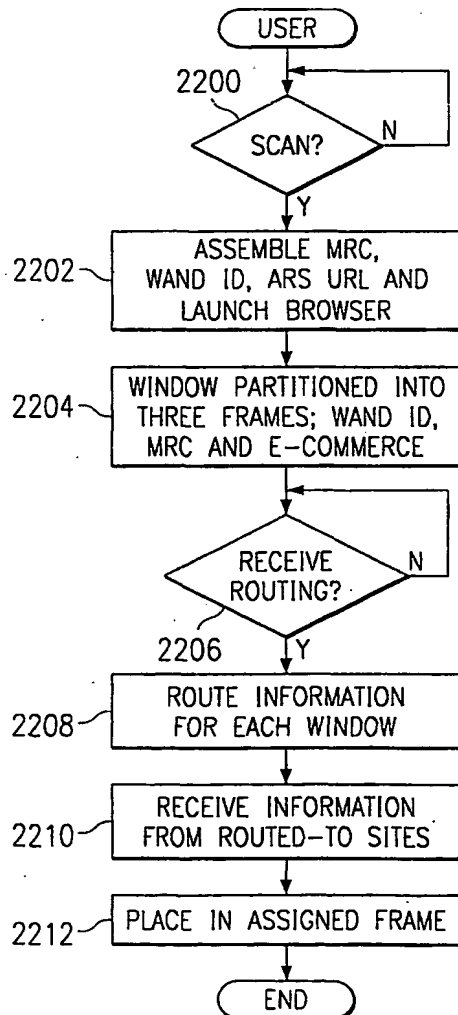 USER
2200
SCAN?
N
Y
2202
ASSEMBLE MRC,
WAND ID, ARS URL AND
LAUNCH BROWSER
2204
WINDOW PARTITIONED INTO
THREE FRAMES; WAND ID,
MRC AND E-COMMERCE
RECEIVE
ROUTING?
N
2206
Y
2208
ROUTE INFORMATION
FOR EACH WINDOW
2210
RECEIVE INFORMATION
FROM ROUTED-TO SITES
2212
PLACE IN ASSIGNED FRAME
END